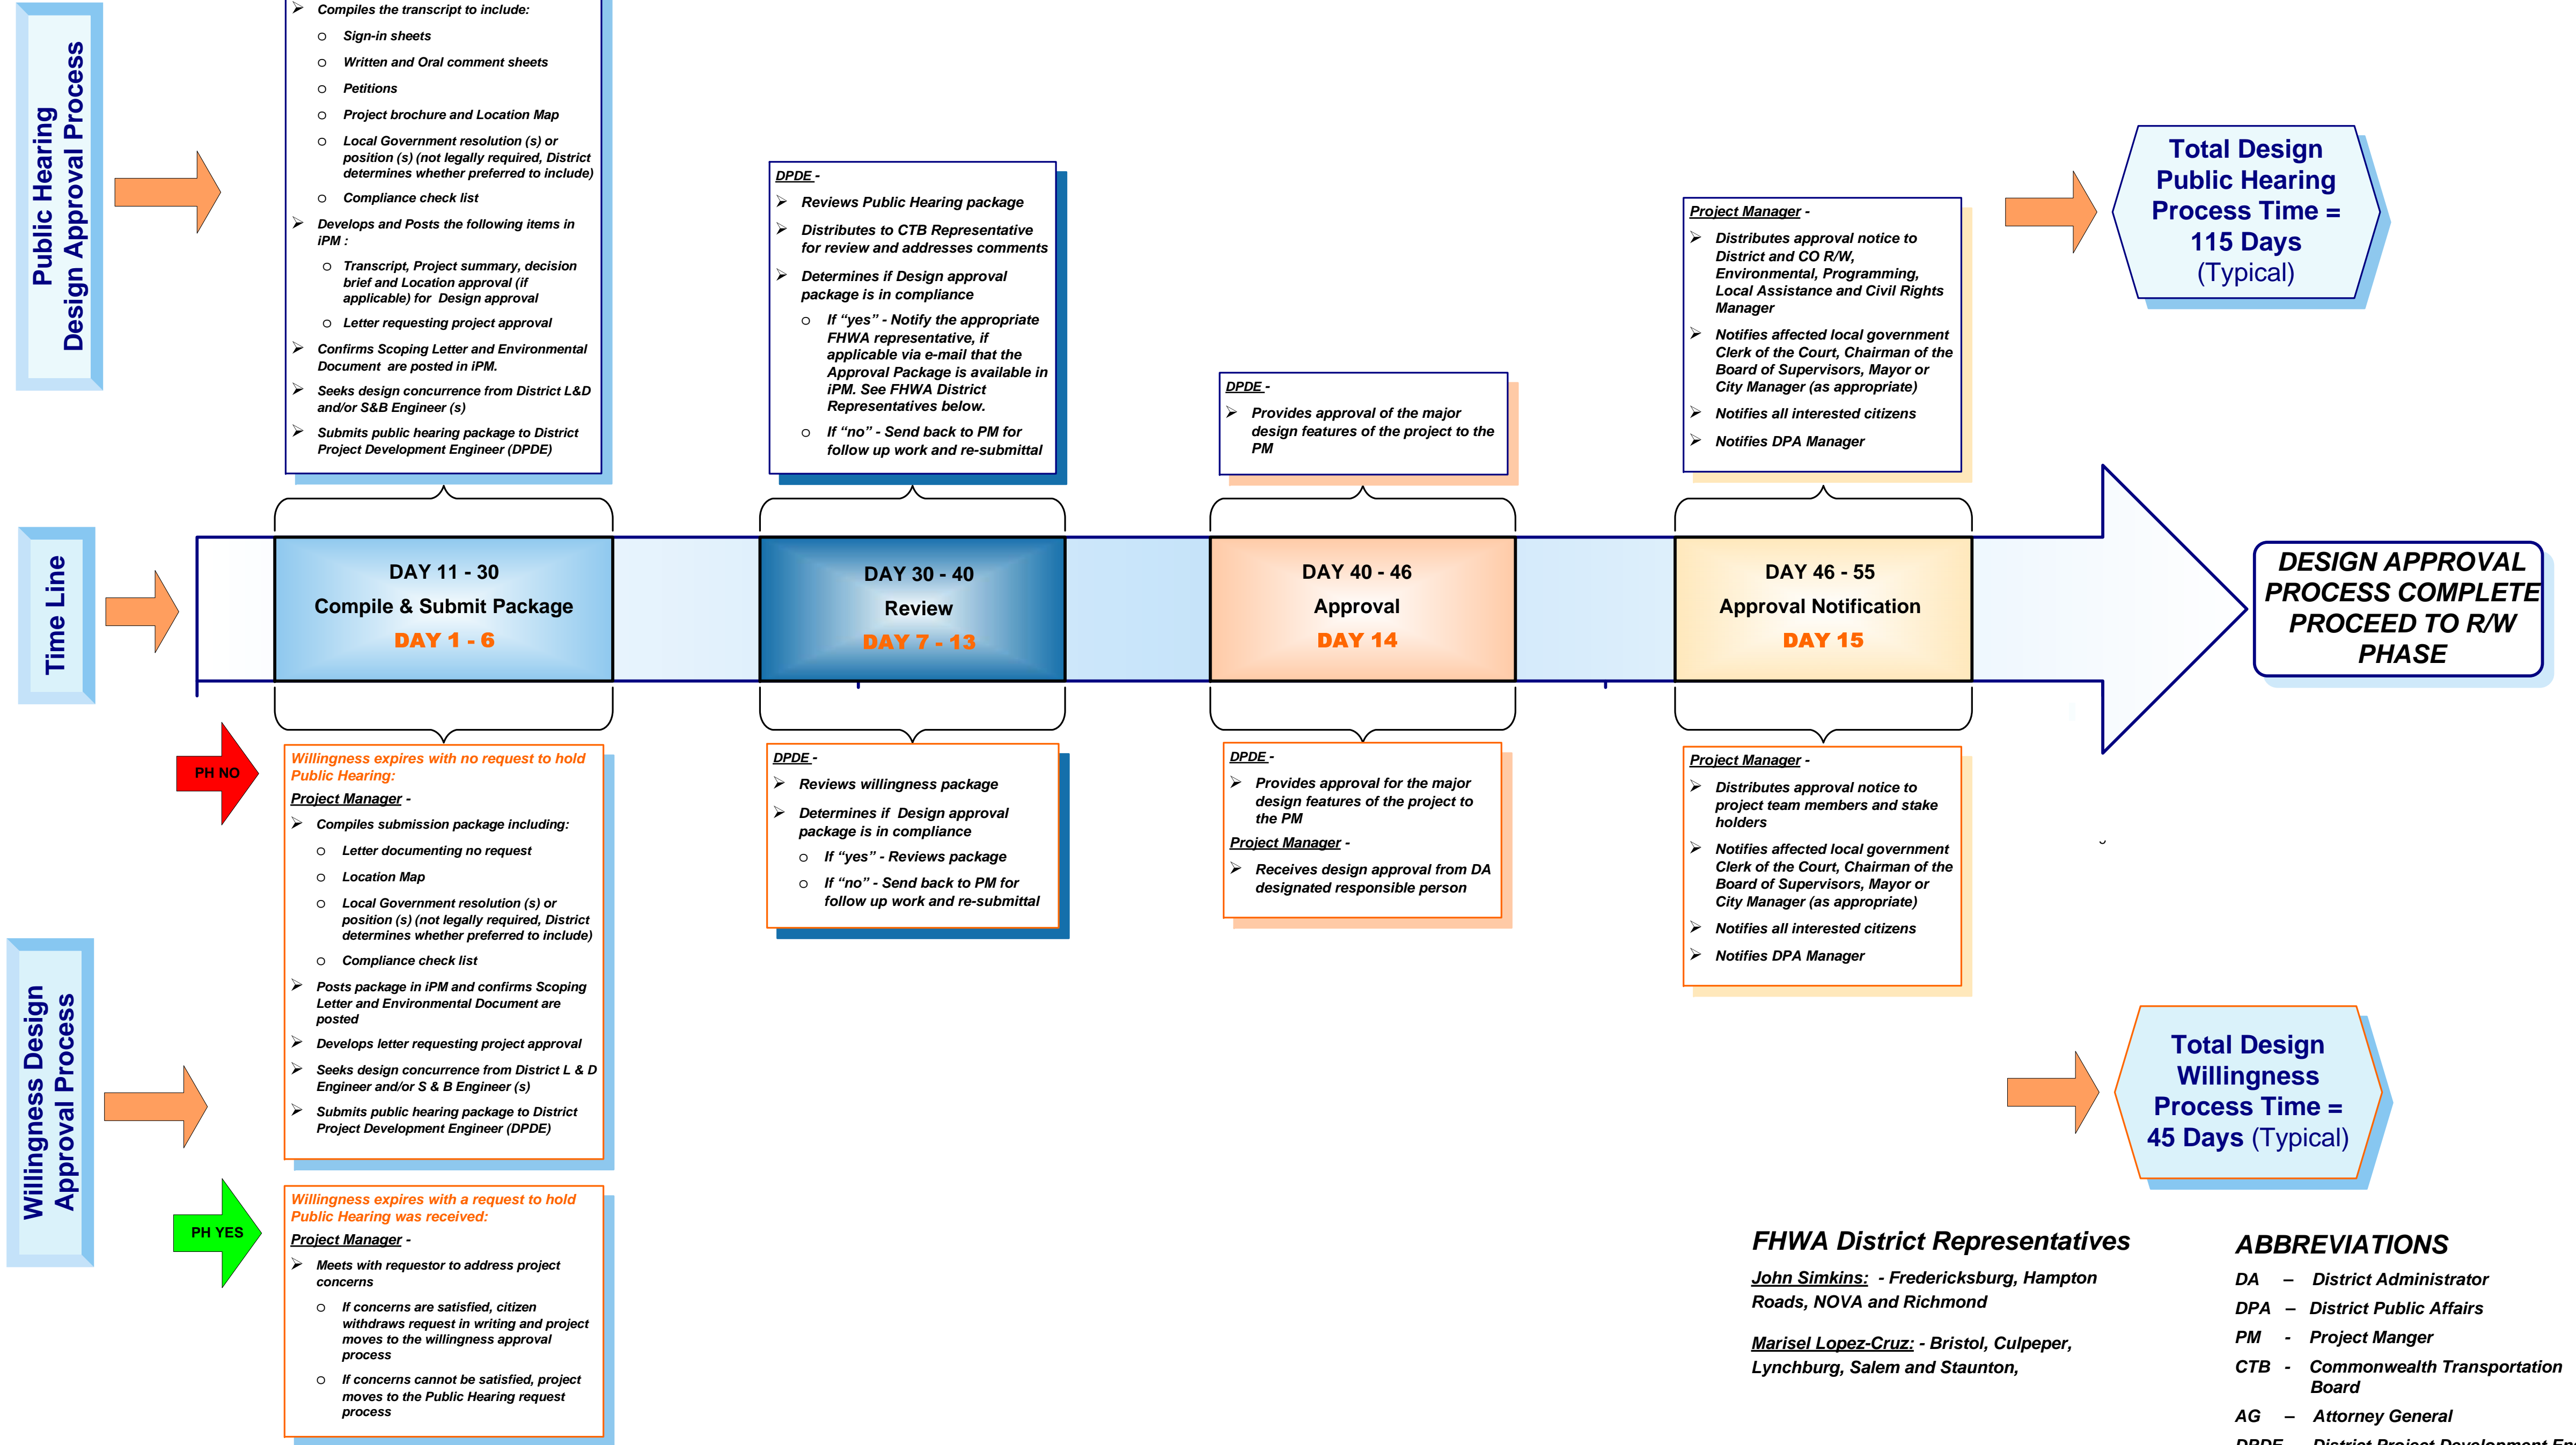 Public Hearing
Design Approval Process
Compiles the transcript to include:
Sign-in sheets
Written and Oral comment sheets
Petitions
Project brochure and Location Map
Local Government resolution (s) or
position (s) (not legally required, District
determines whether preferred to include)
Compliance check list
Develops and Posts the following items in
iPM :
Transcript, Project summary, decision
brief and Location approval (if
applicable) for Design approval
Letter requesting project approval
Confirms Scoping Letter and Environmental
Document are posted in iPM.
Seeks design concurrence from District L&D
and/or S&B Engineer (s)
Submits public hearing package to District
Project Development Engineer (DPDE)
DPDE -
Reviews Public Hearing package
Distributes to CTB Representative
for review and addresses comments
Determines if Design approval
package is in compliance
If “yes” - Notify the appropriate
FHWA representative, if
applicable via e-mail that the
Approval Package is available in
iPM. See FHWA District
Representatives below.
If “no” - Send back to PM for
follow up work and re-submittal
DPDE -
Provides approval of the major
design features of the project to the
PM
Project Manager -
Distributes approval notice to
District and CO R/W,
Environmental, Programming,
Local Assistance and Civil Rights
Manager
Notifies affected local government
Clerk of the Court, Chairman of the
Board of Supervisors, Mayor or
City Manager (as appropriate)
Notifies all interested citizens
Notifies DPA Manager
Total Design
Public Hearing
Process Time =
115 Days
(Typical)
Time Line
DAY 11 - 30
Compile & Submit Package
DAY 1 - 6
DAY 30 - 40
Review
DAY 7 - 13
DAY 40 - 46
Approval
DAY 14
DAY 46 - 55
Approval Notification
DAY 15
DESIGN APPROVAL
PROCESS COMPLETE
PROCEED TO R/W
PHASE
Willingness Design
Approval Process
PH NO
Willingness expires with no request to hold
Public Hearing:
Project Manager -
Compiles submission package including:
Letter documenting no request
Location Map
Local Government resolution (s) or
position (s) (not legally required, District
determines whether preferred to include)
Compliance check list
Posts package in iPM and confirms Scoping
Letter and Environmental Document are
posted
Develops letter requesting project approval
Seeks design concurrence from District L & D
Engineer and/or S & B Engineer (s)
Submits public hearing package to District
Project Development Engineer (DPDE)
DPDE -
Reviews willingness package
Determines if Design approval
package is in compliance
If “yes” - Reviews package
If “no” - Send back to PM for
follow up work and re-submittal
DPDE -
Provides approval for the major
design features of the project to
the PM
Project Manager -
Receives design approval from DA
designated responsible person
Project Manager -
Distributes approval notice to
project team members and stake
holders
Notifies affected local government
Clerk of the Court, Chairman of the
Board of Supervisors, Mayor or
City Manager (as appropriate)
Notifies all interested citizens
Notifies DPA Manager
Total Design
Willingness
Process Time =
45 Days (Typical)
PH YES
Willingness expires with a request to hold
Public Hearing was received:
Project Manager -
Meets with requestor to address project
concerns
If concerns are satisfied, citizen
withdraws request in writing and project
moves to the willingness approval
process
If concerns cannot be satisfied, project
moves to the Public Hearing request
process
FHWA District Representatives
John Simkins: - Fredericksburg, Hampton
Roads, NOVA and Richmond
Marisel Lopez-Cruz: - Bristol, Culpeper,
Lynchburg, Salem and Staunton,
ABBREVIATIONS
DA – District Administrator
DPA – District Public Affairs
PM - Project Manger
CTB - Commonwealth Transportation
Board
AG – Attorney General
DPDE District Project Development